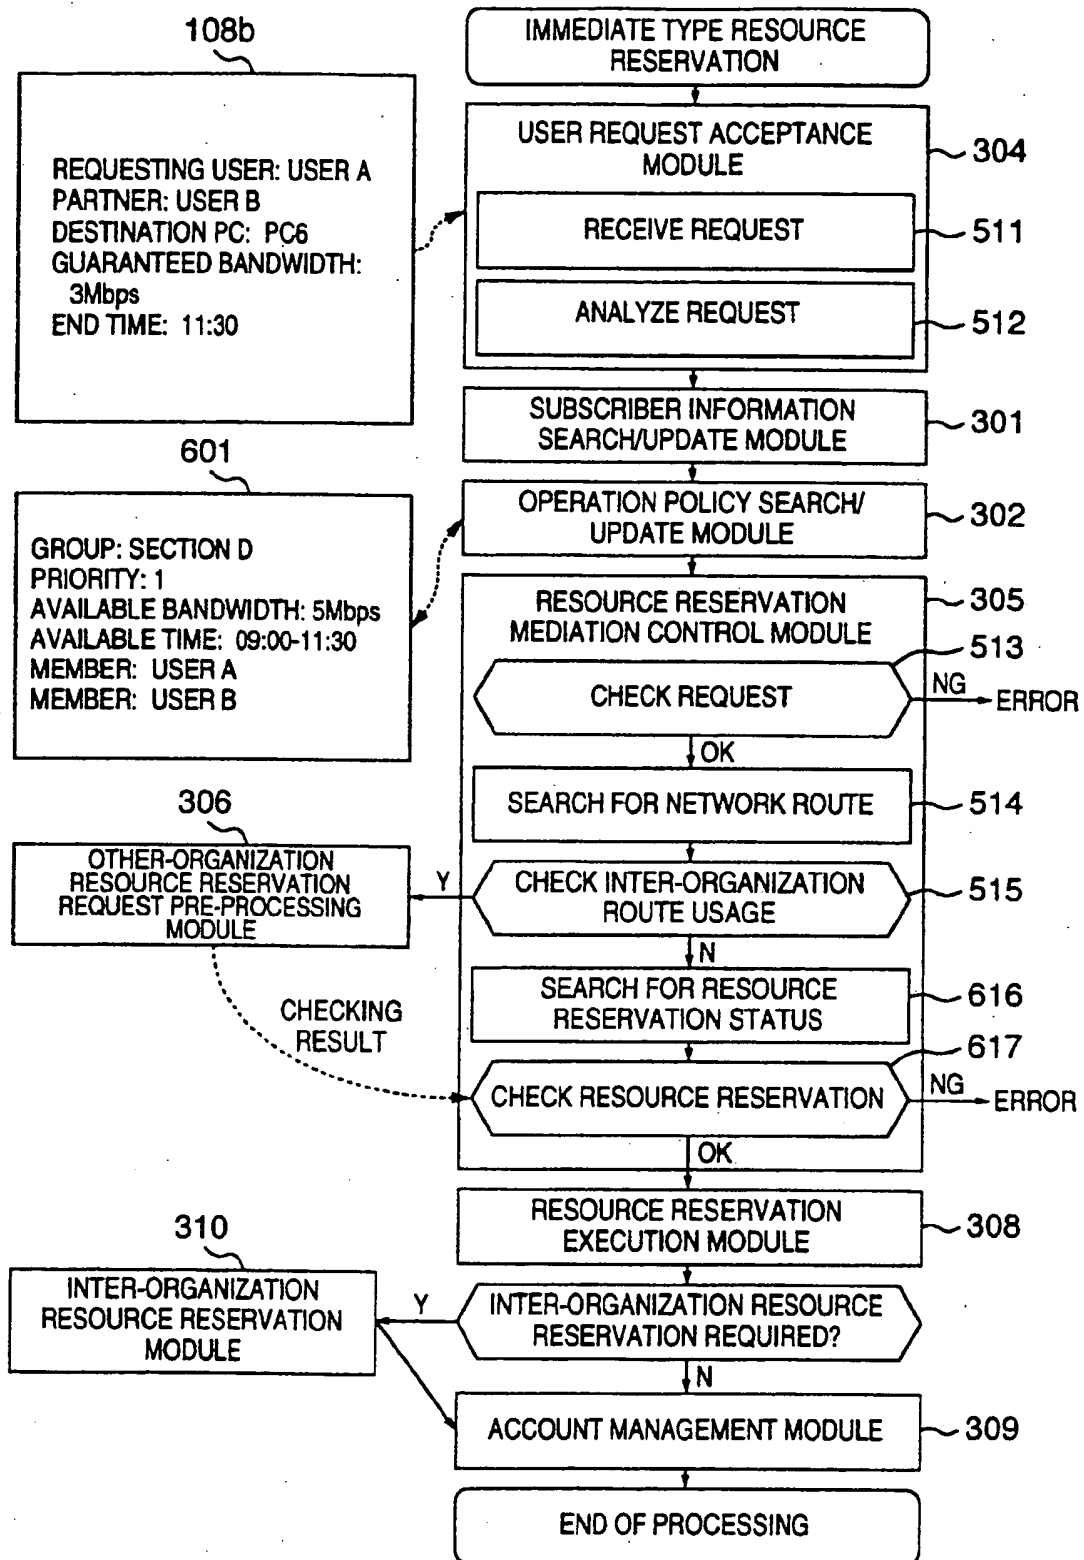 108b
IMMEDIATE TYPE RESOURCE
RESERVATION
REQUESTING USER: USER A
PARTNER: USER B
DESTINATION PC: PC6
GUARANTEED BANDWIDTH:
3Mbps
END TIME: 11:30
USER REQUEST ACCEPTANCE
MODULE
304
RECEIVE REQUEST
511
ANALYZE REQUEST
512
SUBSCRIBER INFORMATION
SEARCH/UPDATE MODULE
301
601
GROUP: SECTION D
PRIORITY: 1
AVAILABLE BANDWIDTH: 5Mbps
AVAILABLE TIME: 09:00-11:30
MEMBER: USER A
MEMBER: USER B
OPERATION POLICY SEARCH/
UPDATE MODULE
302
RESOURCE RESERVATION
MEDIATION CONTROL MODULE
305
513
CHECK REQUEST
NG
ERROR
OK
SEARCH FOR NETWORK ROUTE
514
306
OTHER-ORGANIZATION
RESOURCE RESERVATION
REQUEST PRE-PROCESSING
MODULE
Y
CHECK INTER-ORGANIZATION
ROUTE USAGE
515
N
SEARCH FOR RESOURCE
RESERVATION STATUS
616
CHECKING
RESULT
617
CHECK RESOURCE RESERVATION
NG
ERROR
OK
RESOURCE RESERVATION
EXECUTION MODULE
308
310
INTER-ORGANIZATION
RESOURCE RESERVATION
MODULE
Y
INTER-ORGANIZATION RESOURCE
RESERVATION REQUIRED?
N
ACCOUNT MANAGEMENT MODULE
309
END OF PROCESSING